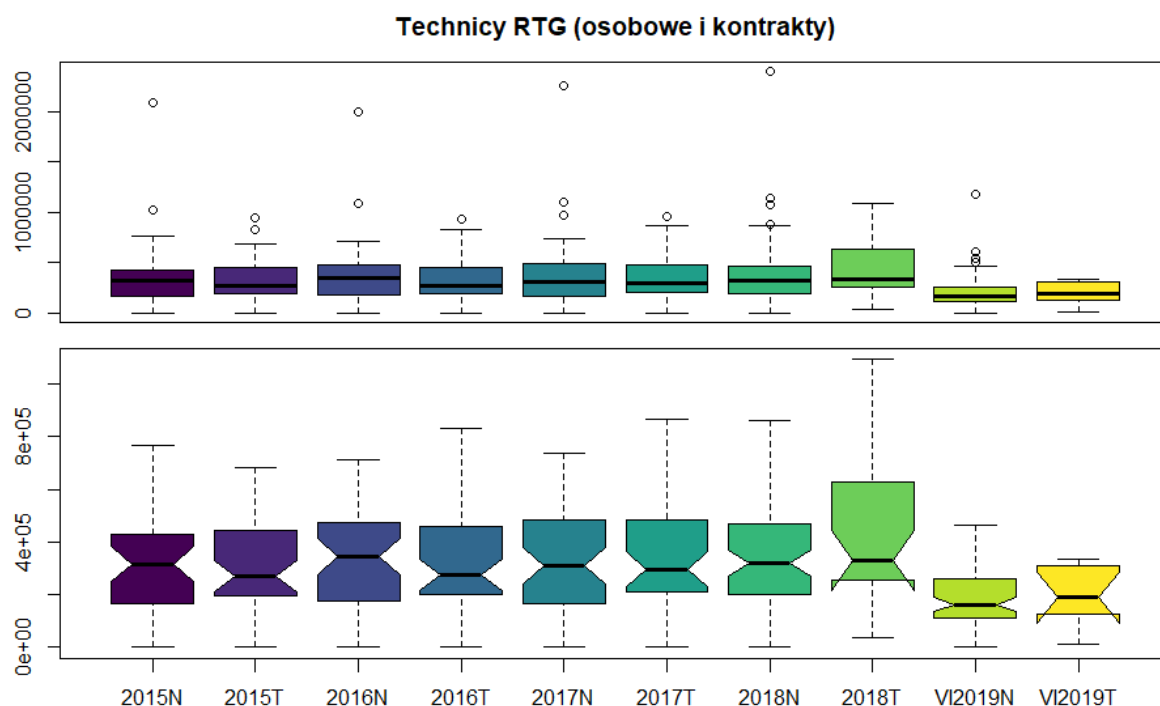 Technicy RTG (osobowe i kontrakty)
2000000
1000000
0
8e+05
4e+05
0e+00
2015N 2015T 2016N 2016T 2017N 2017T 2018N 2018T VI2019N VI2019T